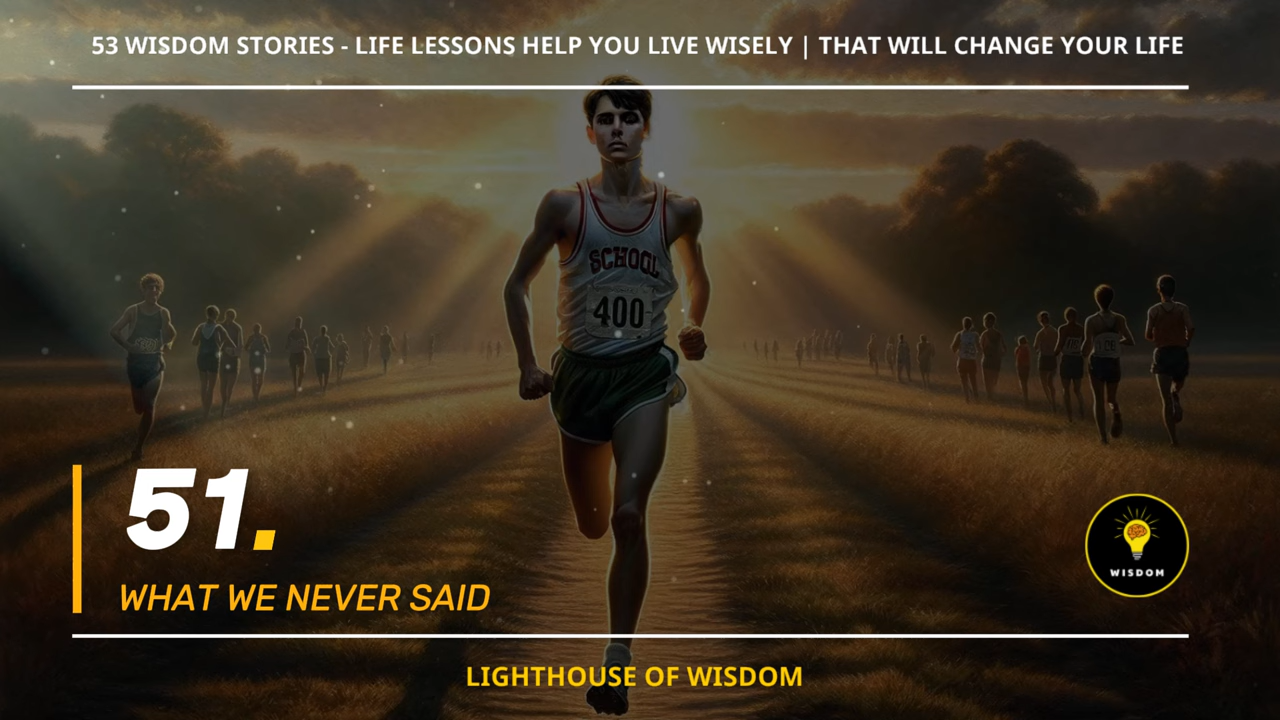 53 WISDOM STORIES - LIFE LESSONS HELP YOU LIVE WISELY | THAT WILL CHANGE YOUR LIFE
SCHOOL
400
51.
WHAT WE NEVER SAID
WISDOM
LIGHTHOUSE OF WISDOM